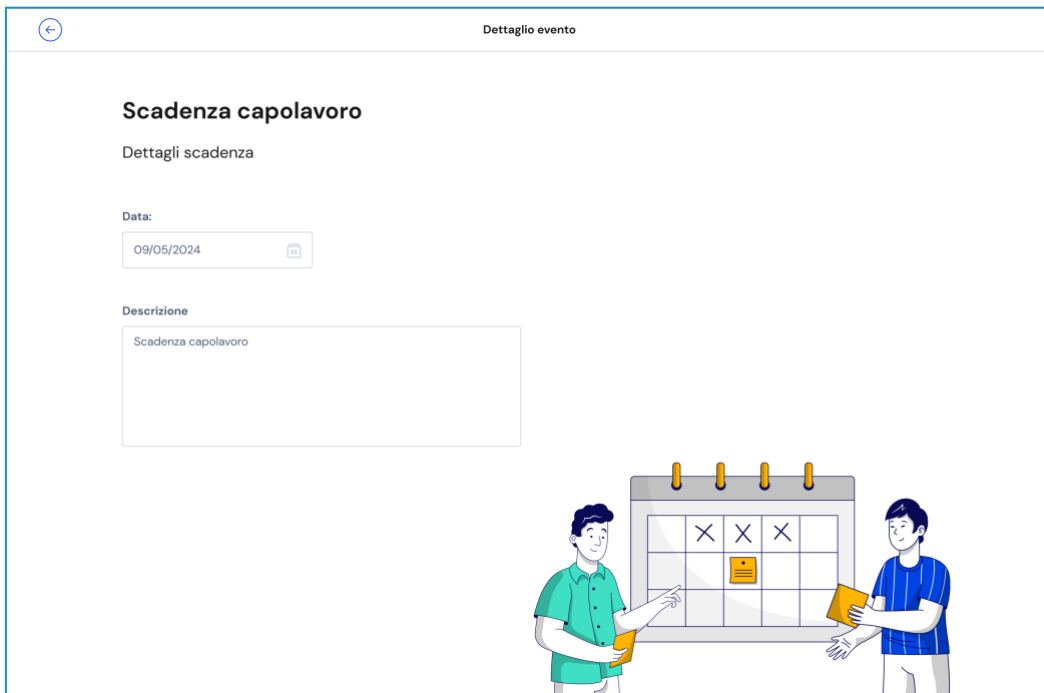 Dettaglio evento
Scadenza capolavoro
Dettagli scadenza
Data:
09/05/2024
Descrizione
Scadenza capolavoro